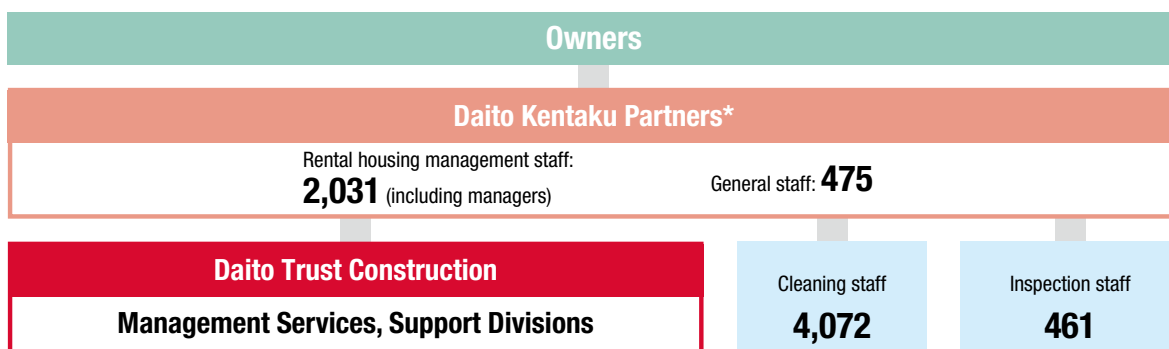 Owners
Daito Kentaku Partners*
Rental housing management staff:
2,031 (including managers)
General staff: 475
Daito Trust Construction
Management Services, Support Divisions
Cleaning staff
4,072
Inspection staff
461